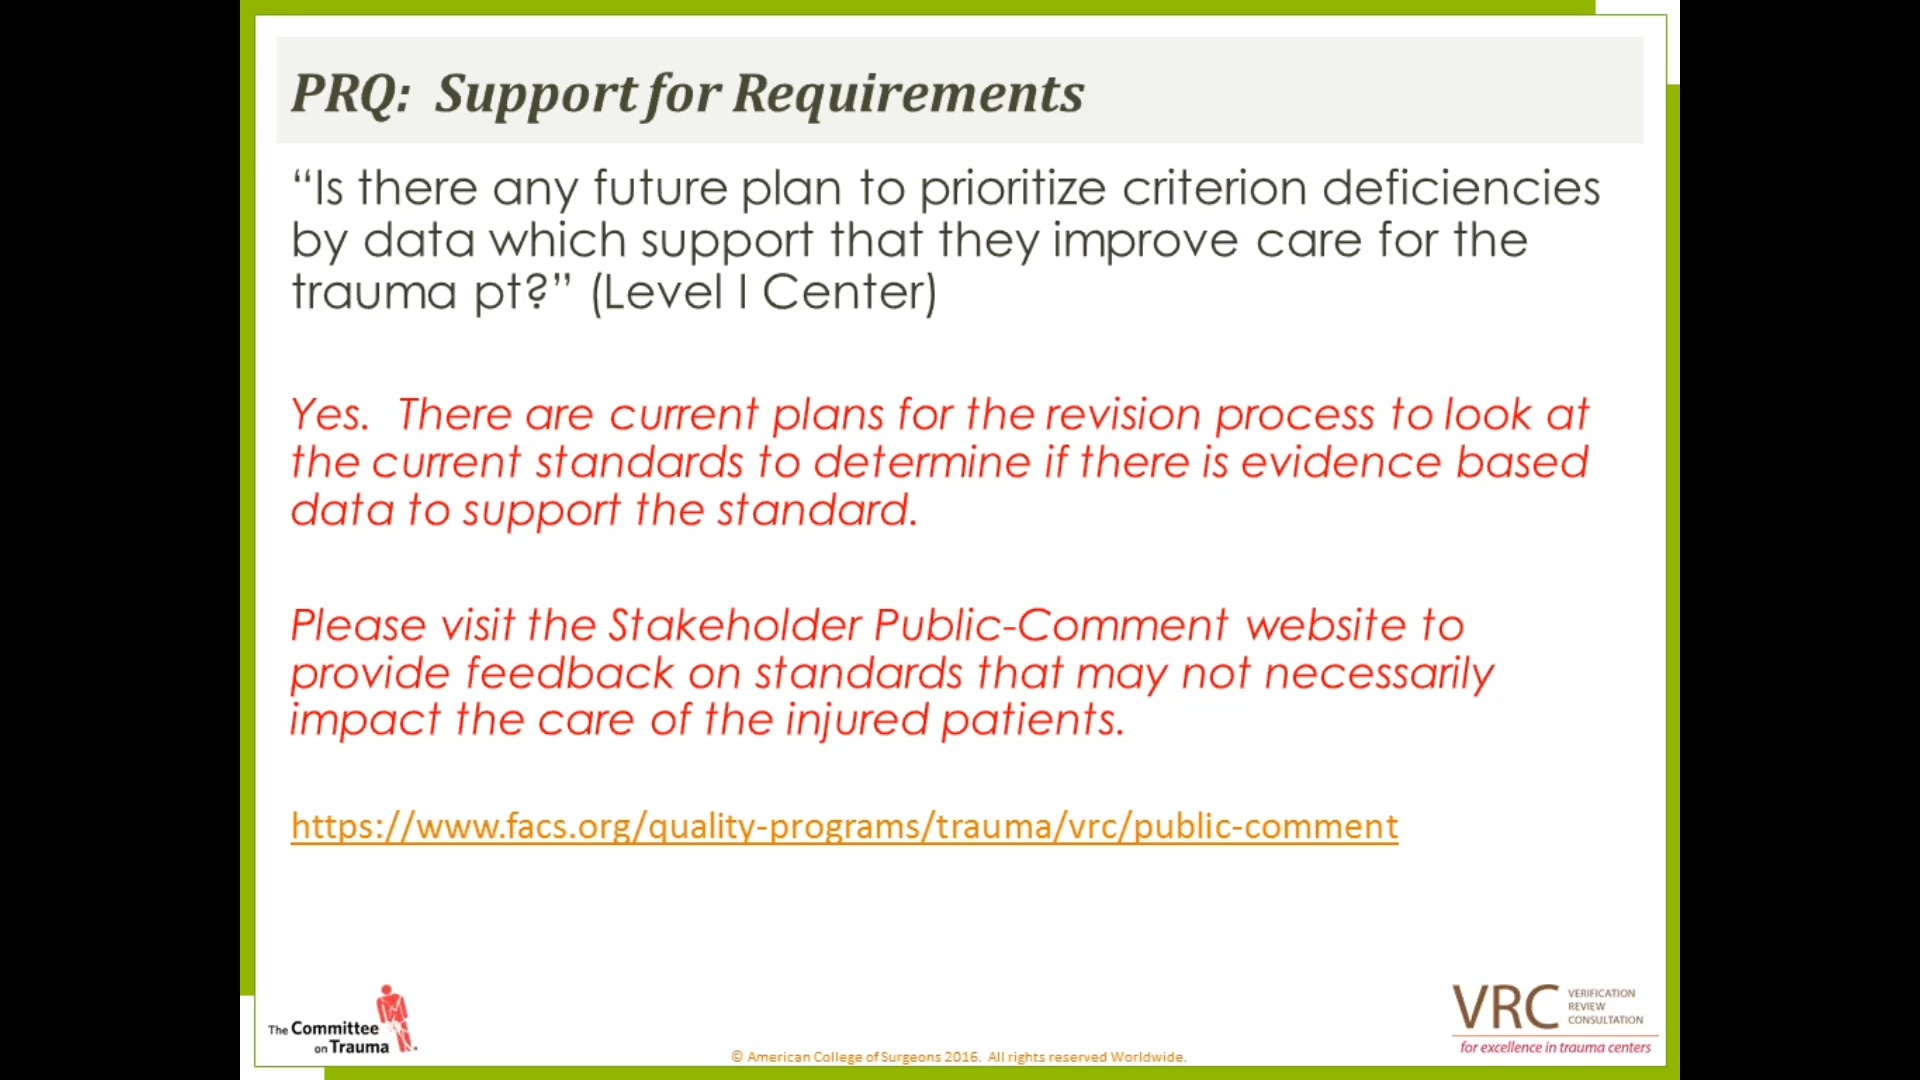 PRQ:  Support for Requirements
“Is there any future plan to prioritize criterion deficiencies
by data which support that they improve care for the
trauma pt?” (Level I Center)
Yes.  There are current plans for the revision process to look at
the current standards to determine if there is evidence based
data to support the standard.
Please visit the Stakeholder Public-Comment website to
provide feedback on standards that may not necessarily
impact the care of the injured patients.
https://www.facs.org/quality-programs/trauma/vrc/public-comment
The Committee
on Trauma
© American College of Surgeons 2016.  All rights reserved Worldwide.
VRC
VERIFICATION
REVIEW
CONSULTATION
for excellence in trauma centers